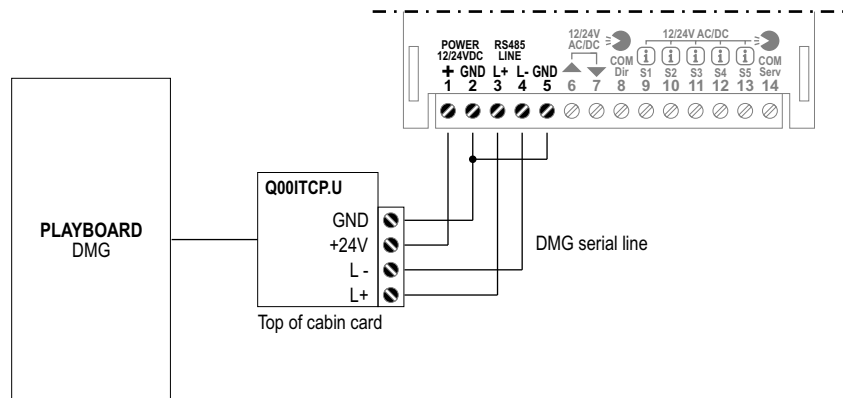 POWER
12/24VDC
RS485
LINE
12/24V
AC/DC
12/24V AC/DC
+ GND L+ L- GND
COM
Dir
S1 S2 S3 S4 S5
COM
Serv
1 2 3 4 5 6 7 8 9 10 11 12 13 14
PLAYBOARD
DMG
Q00ITCP.U
GND
+24V
L -
L+
Top of cabin card
DMG serial line